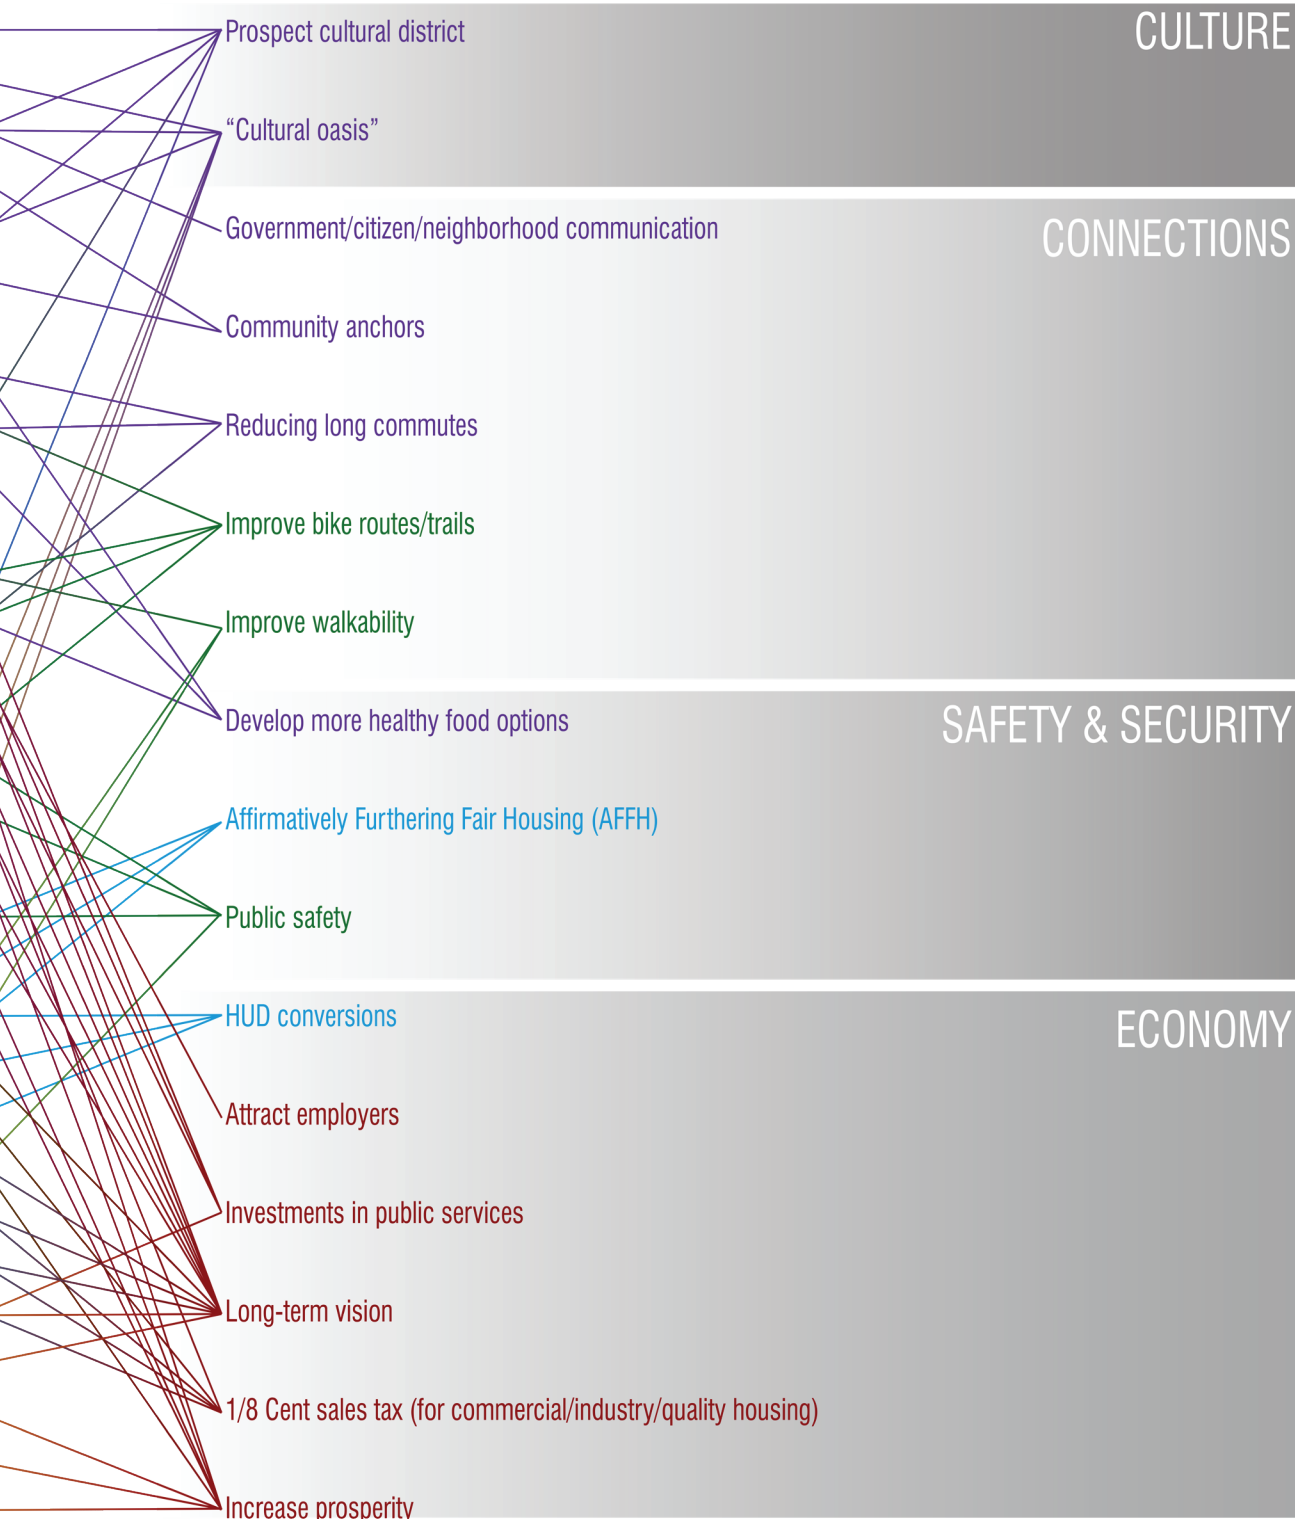 CULTURE
Prospect cultural district
“Cultural oasis”
CONNECTIONS
Government/citizen/neighborhood communication
Community anchors
Reducing long commutes
Improve bike routes/trails
Improve walkability
SAFETY & SECURITY
Develop more healthy food options
Affirmatively Furthering Fair Housing (AFFH)
Public safety
ECONOMY
HUD conversions
Attract employers
Investments in public services
Long-term vision
1/8 Cent sales tax (for commercial/industry/quality housing)
Increase prosperity